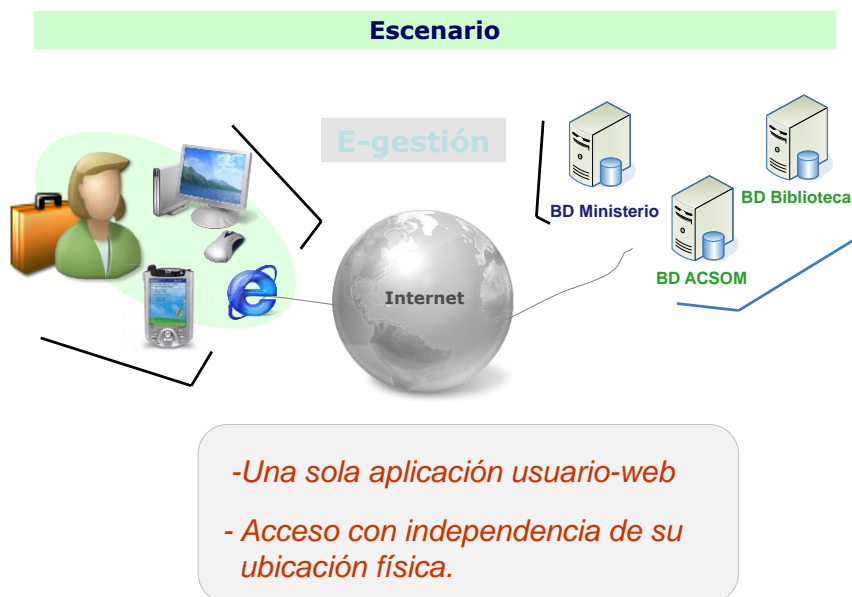 Escenario
E-gestión
BD Ministerio
BD Biblioteca
BD ACSOM
Internet
-Una sola aplicación usuario-web
- Acceso con independencia de su
ubicación física.